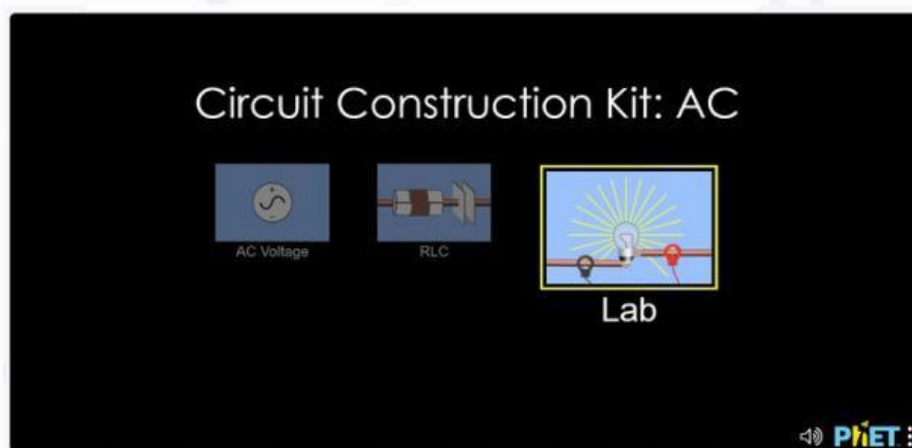 Circuit Construction Kit: AC
AC Voltage
RLC
Lab
PhET